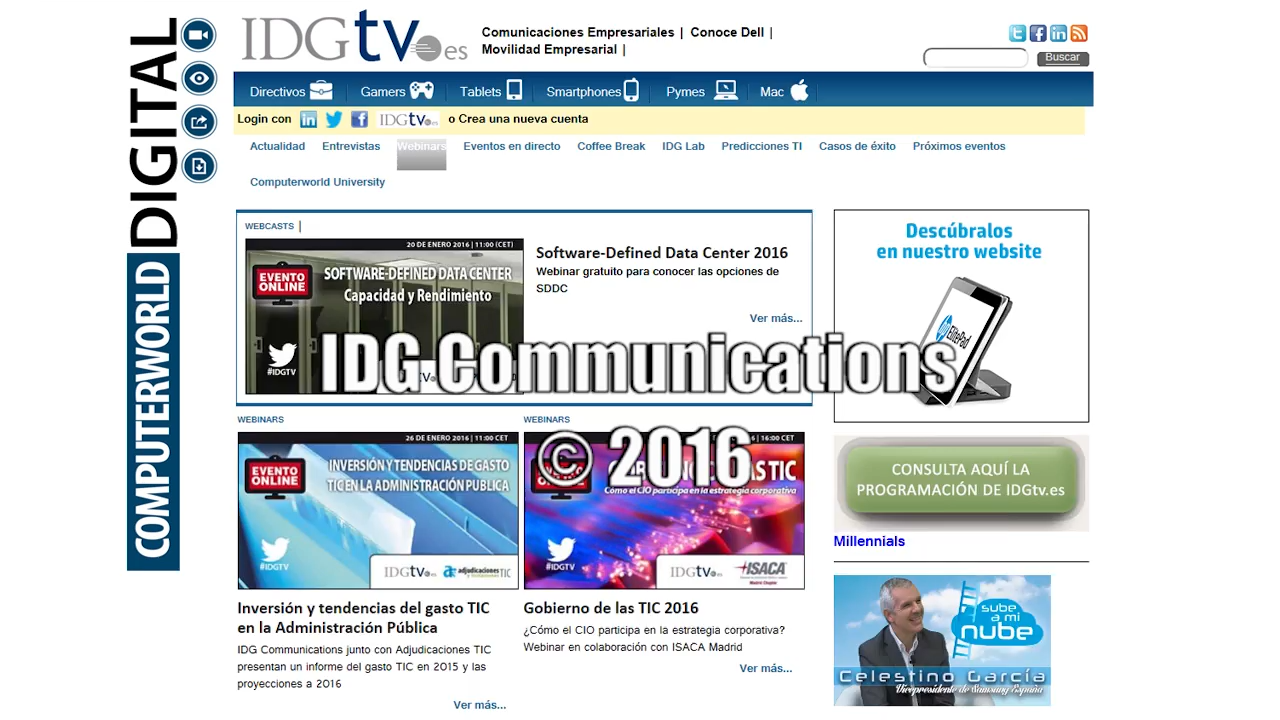 COMPUTERWORLD DIGITAL
IDGtv.es
Comunicaciones Empresariales | Conoce Dell |
Movilidad Empresarial |
Buscar
Directivos
Gamers
Tablets
Smartphones
Pymes
Mac
Login con
IDGtv.es
o Crea una nueva cuenta
Actualidad
Entrevistas
Webinars
Eventos en directo
Coffee Break
IDG Lab
Predicciones TI
Casos de éxito
Próximos eventos
Computerworld University
WEBCASTS |
20 DE ENERO 2016 | 11:00 (CET)
EVENTO
ONLINE
SOFTWARE-DEFINED DATA CENTER
Capacidad y Rendimiento
#IDGTV
Software-Defined Data Center 2016
Webinar gratuito para conocer las opciones de
SDDC
Ver más...
IDG Communications
© 2016
WEBINARS
26 DE ENERO 2016 | 11:00 CET
EVENTO
ONLINE
INVERSIÓN Y TENDENCIAS DE GASTO
TIC EN LA ADMINISTRACIÓN PUBLICA
#IDGTV
IDGtv.es
adjudicacionesTIC
Inversión y tendencias del gasto TIC
en la Administración Pública
IDG Communications junto con Adjudicaciones TIC
presentan un informe del gasto TIC en 2015 y las
proyecciones a 2016
Ver más...
WEBINARS
2016 | 16:00 CET
TIC
Cómo el CIO participa en la estrategia corporativa?
#IDGTV
IDGtv.es
ISACA
Madrid Chapter
Gobierno de las TIC 2016
¿Cómo el CIO participa en la estrategia corporativa?
Webinar en colaboración con ISACA Madrid
Ver más...
Descúbralos
en nuestro website
hp
ElitePad
CONSULTA AQUÍ LA
PROGRAMACIÓN DE IDGtv.es
Millennials
sube
a mi
nube
Celestino García
Vicepresidente de Samsung España